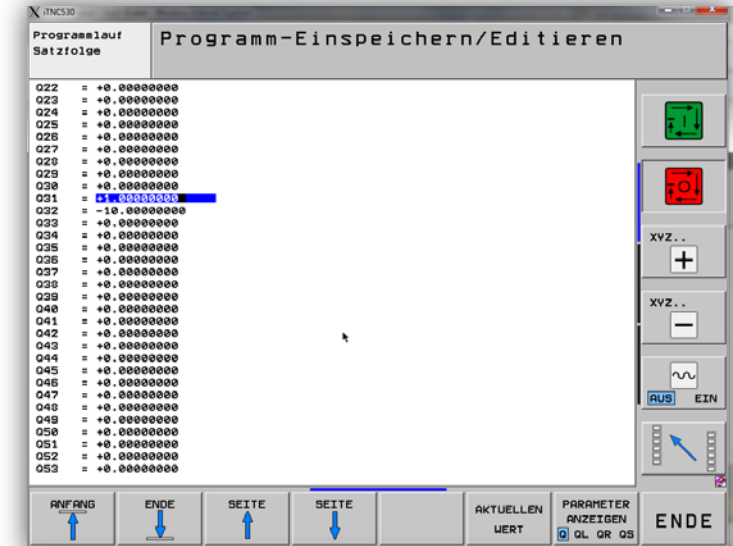 iTNC530
Programmlauf
Satzfolge
Programm-Einspeichern/Editieren
Q22 = +0.00000000
Q23 = +0.00000000
Q24 = +0.00000000
Q25 = +0.00000000
Q26 = +0.00000000
Q27 = +0.00000000
Q28 = +0.00000000
Q29 = +0.00000000
Q30 = +0.00000000
Q31 = +1.00000000
Q32 = -10.00000000
Q33 = +0.00000000
Q34 = +0.00000000
Q35 = +0.00000000
Q36 = +0.00000000
Q37 = +0.00000000
Q38 = +0.00000000
Q39 = +0.00000000
Q40 = +0.00000000
Q41 = +0.00000000
Q42 = +0.00000000
Q43 = +0.00000000
Q44 = +0.00000000
Q45 = +0.00000000
Q46 = +0.00000000
Q47 = +0.00000000
Q48 = +0.00000000
Q49 = +0.00000000
Q50 = +0.00000000
Q51 = +0.00000000
Q52 = +0.00000000
Q53 = +0.00000000
XYZ..
+
XYZ..
−
AUS EIN
ANFANG
ENDE
SEITE
SEITE
AKTUELLEN
WERT
PARAMETER
ANZEIGEN
Q QL QR QS
ENDE